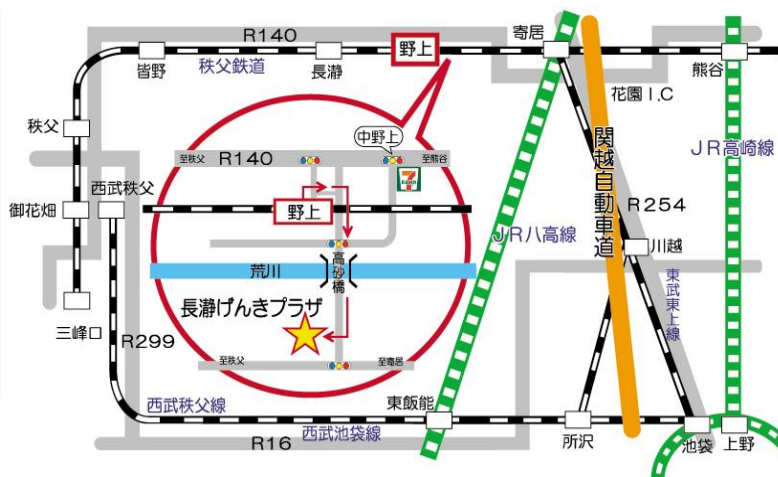 R140
寄居
野上
皆野
秩父鉄道
長瀞
熊谷
花園I.C
秩父
中野上
至秩父
R140
至熊谷
関越自動車道
JR高崎線
西武秩父
7
ELEVEN
御花畑
野上
R254
JR八高線
川越
高砂橋
荒川
東武東上線
長瀞げんきプラザ
三峰口
R299
至秩父
至寄居
西武秩父線
東飯能
西武池袋線
所沢
池袋
上野
R16